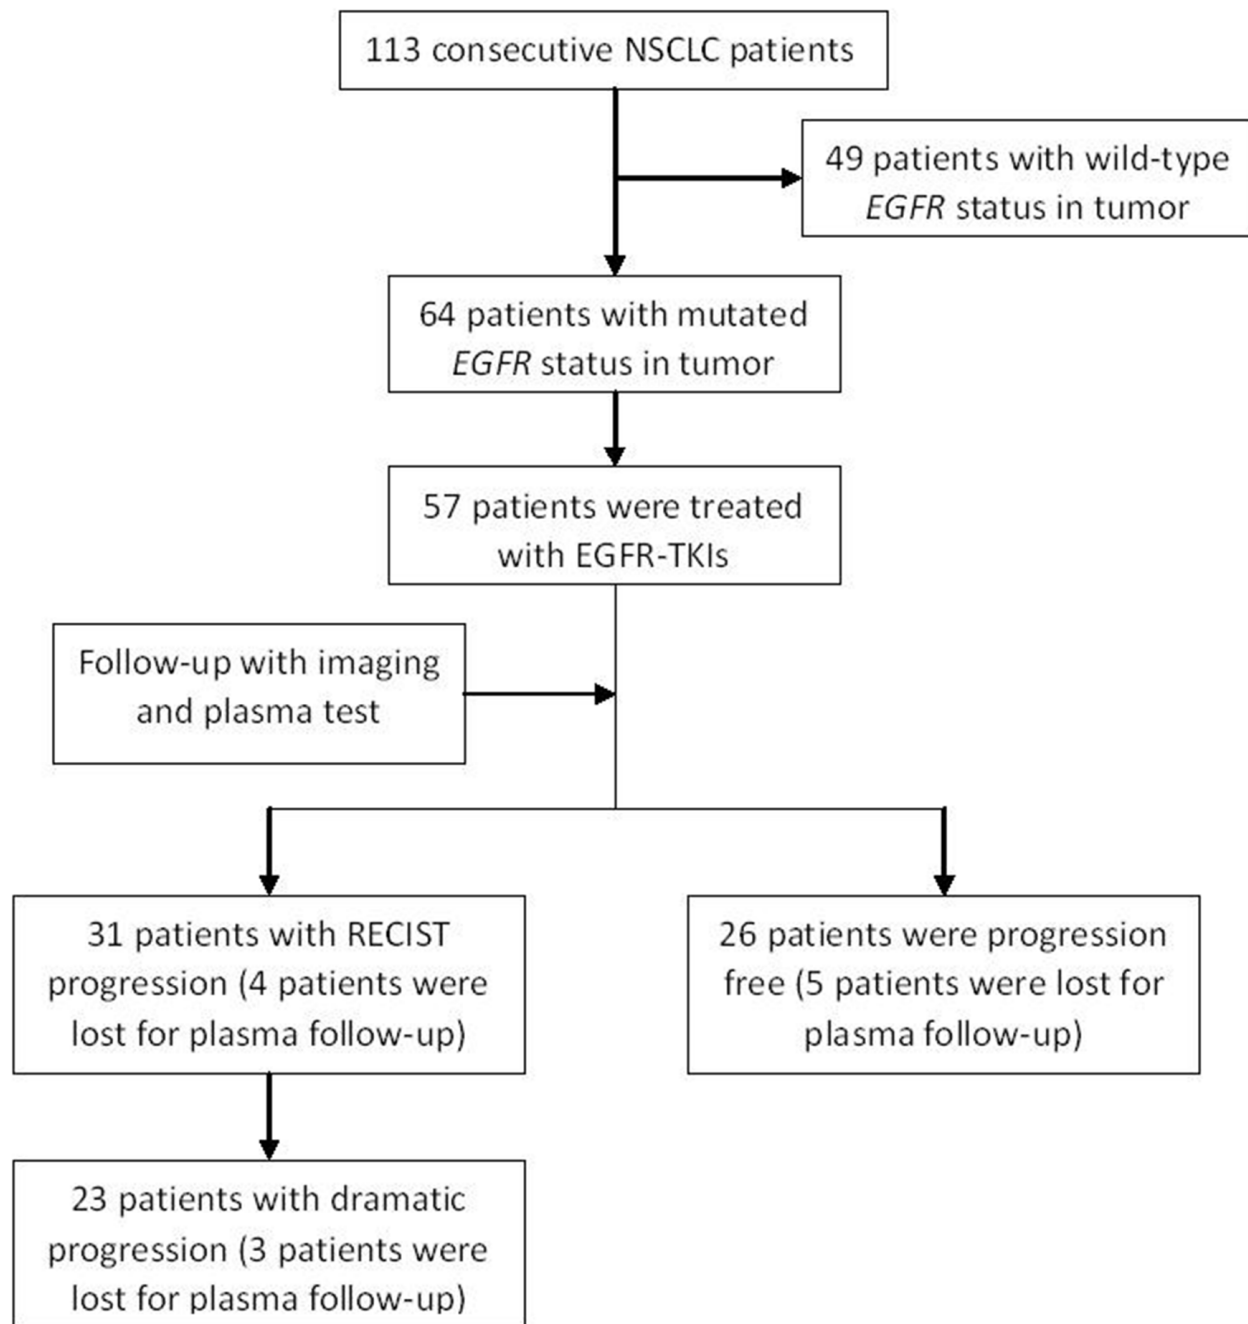 113 consecutive NSCLC patients
49 patients with wild-type
EGFR status in tumor
64 patients with mutated
EGFR status in tumor
57 patients were treated
with EGFR-TKIs
Follow-up with imaging
and plasma test
31 patients with RECIST
progression (4 patients were
lost for plasma follow-up)
26 patients were progression
free (5 patients were lost for
plasma follow-up)
23 patients with dramatic
progression (3 patients were
lost for plasma follow-up)